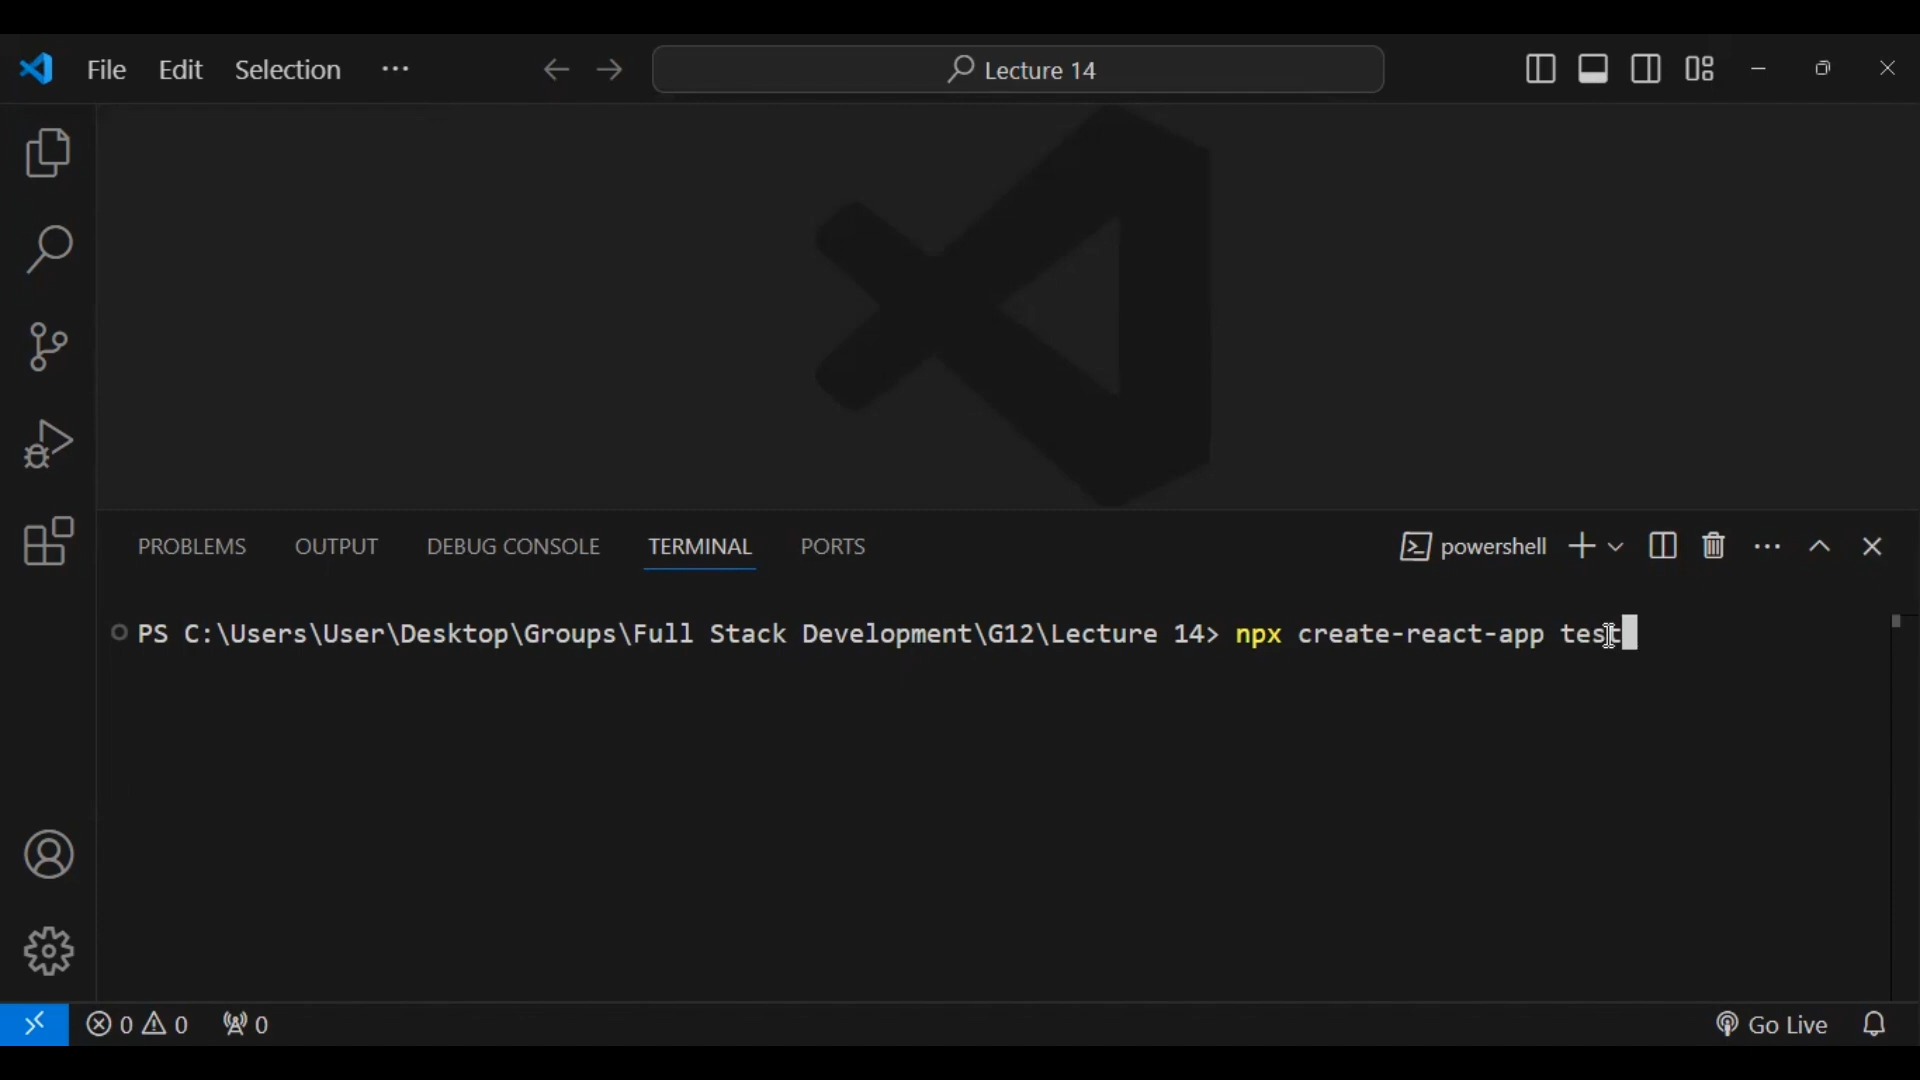 File Edit Selection ··· Lecture 14
PROBLEMS OUTPUT DEBUG CONSOLE TERMINAL PORTS powershell
PS C:\Users\User\Desktop\Groups\Full Stack Development\G12\Lecture 14> npx create-react-app test
0 0 0 Go Live